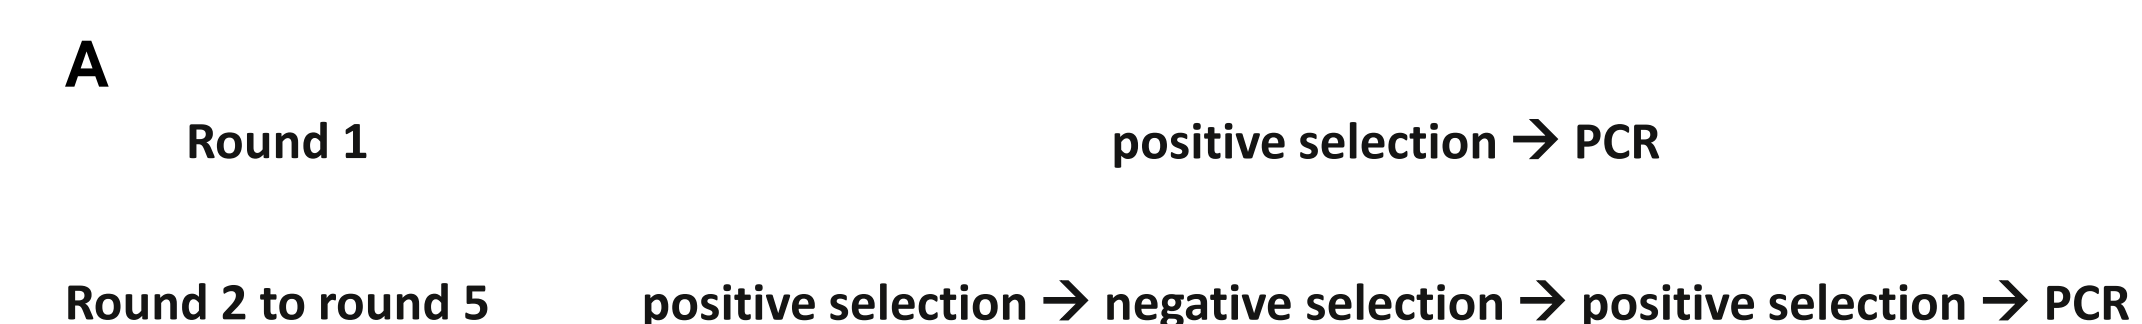 A
Round 1 positive selection → PCR
Round 2 to round 5 positive selection → negative selection → positive selection → PCR